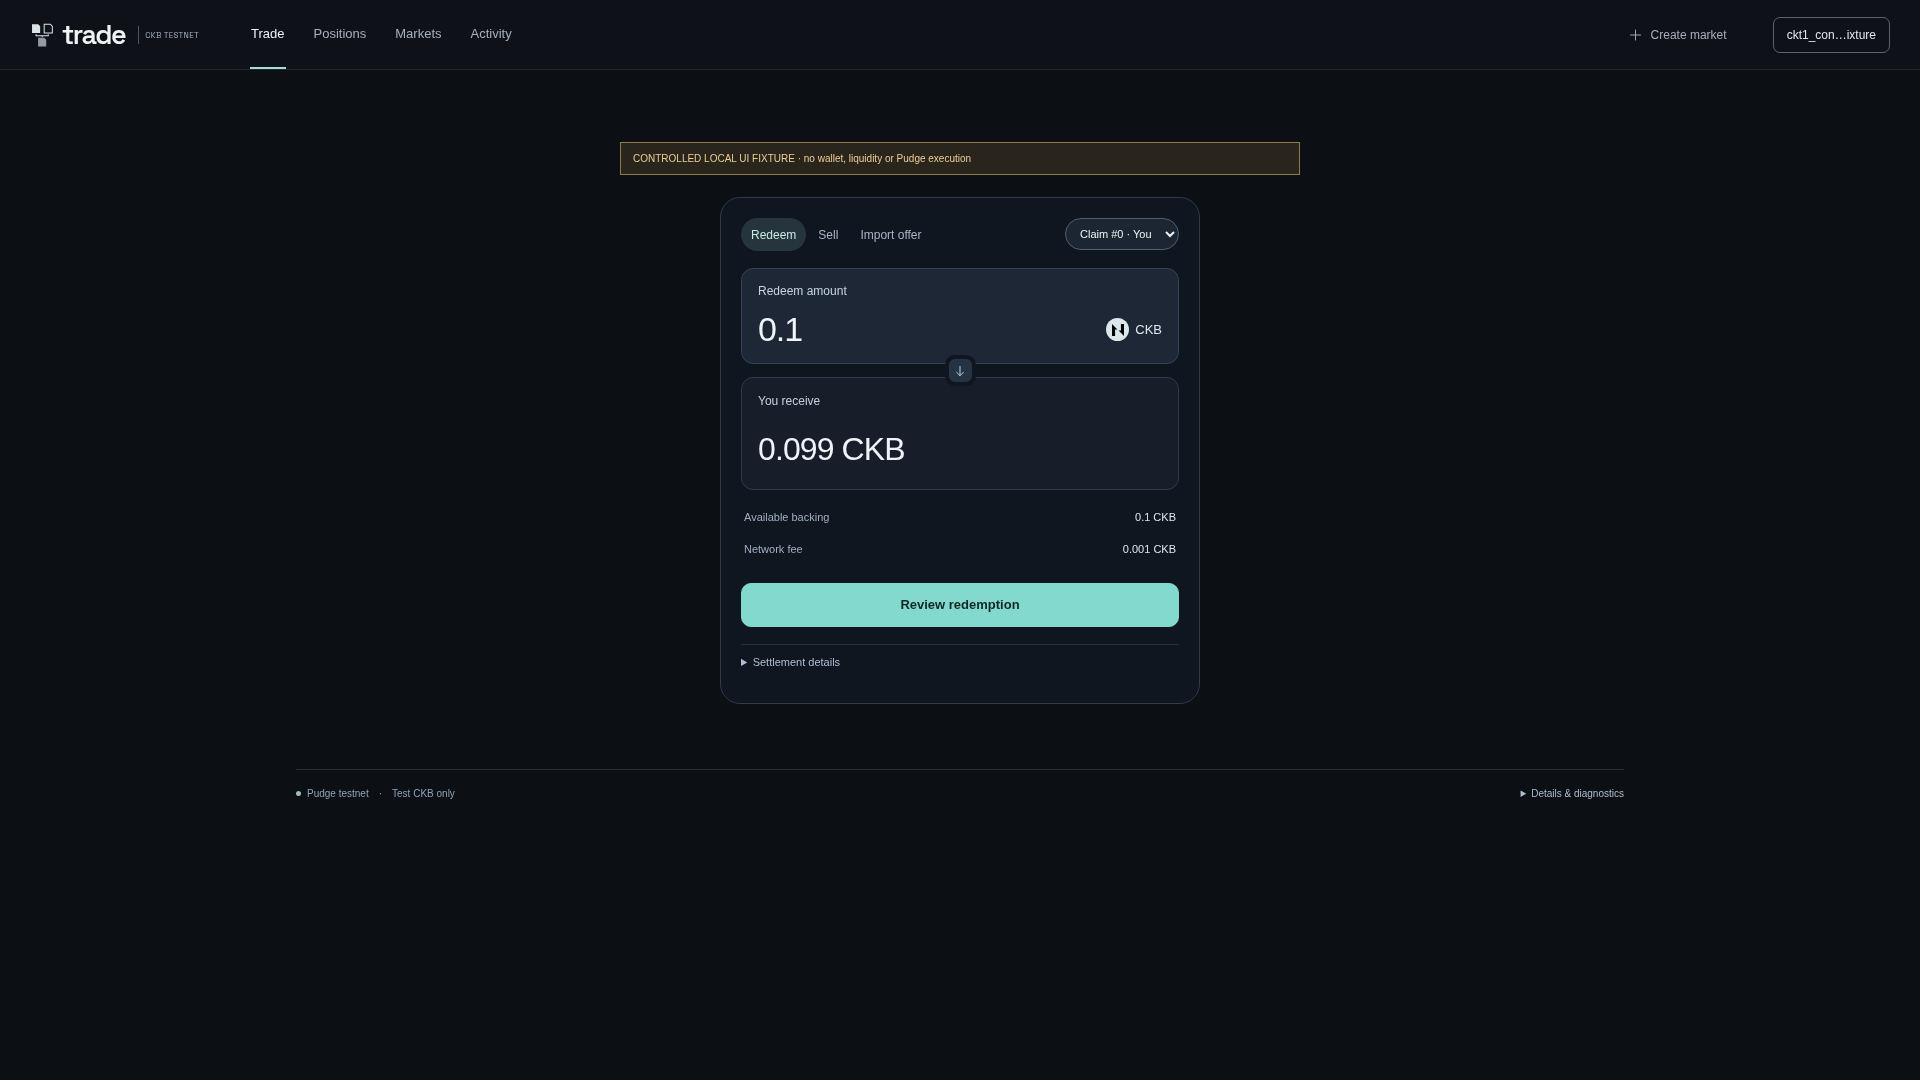 trade
CKB TESTNET
Trade
Positions
Markets
Activity
Create market
ckt1_con…ixture
CONTROLLED LOCAL UI FIXTURE · no wallet, liquidity or Pudge execution
Redeem
Sell
Import offer
Claim #0 · You
Redeem amount
0.1
CKB
You receive
0.099 CKB
Available backing
0.1 CKB
Network fee
0.001 CKB
Review redemption
Settlement details
Pudge testnet · Test CKB only
Details & diagnostics